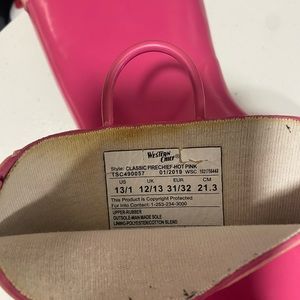 WESTERN CHIEF
Style: CLASSIC FIRECHIEF-HOT PINK
TSC490057 01/2019 WSC
US UK EUR CM
13/1 12/13 31/32 21.3
This Product is Copyright Protected
For Info Contact: 1-253-234-3000
UPPER-RUBBER
OUTSOLE-MAN MADE SOLE
LINING-POLYESTER/COTTON BLEND